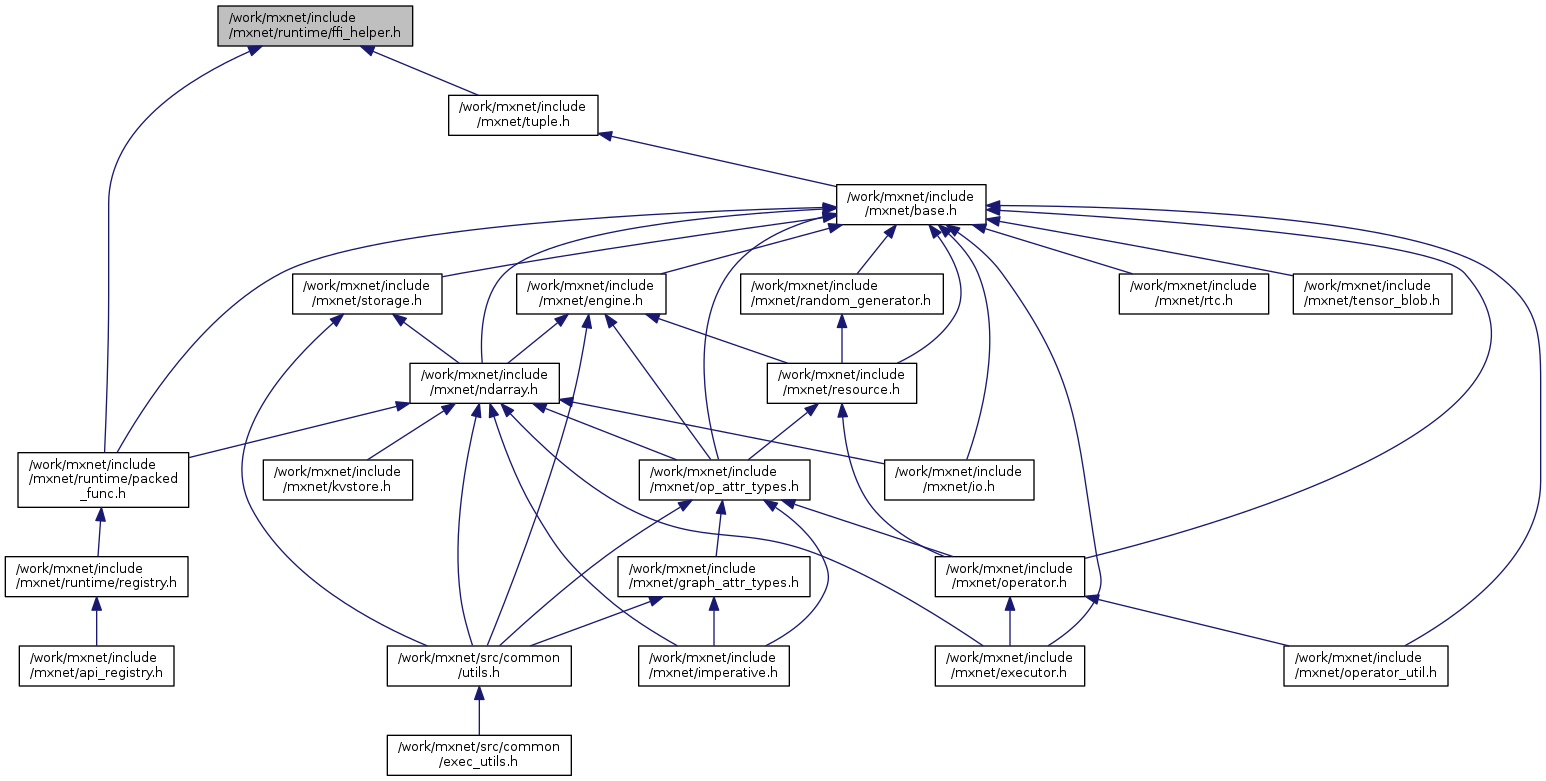 /work/mxnet/include
/mxnet/runtime/ffi_helper.h
/work/mxnet/include
/mxnet/tuple.h
/work/mxnet/include
/mxnet/base.h
/work/mxnet/include
/mxnet/storage.h
/work/mxnet/include
/mxnet/engine.h
/work/mxnet/include
/mxnet/random_generator.h
/work/mxnet/include
/mxnet/rtc.h
/work/mxnet/include
/mxnet/tensor_blob.h
/work/mxnet/include
/mxnet/ndarray.h
/work/mxnet/include
/mxnet/resource.h
/work/mxnet/include
/mxnet/runtime/packed
_func.h
/work/mxnet/include
/mxnet/kvstore.h
/work/mxnet/include
/mxnet/op_attr_types.h
/work/mxnet/include
/mxnet/io.h
/work/mxnet/include
/mxnet/runtime/registry.h
/work/mxnet/include
/mxnet/graph_attr_types.h
/work/mxnet/include
/mxnet/operator.h
/work/mxnet/include
/mxnet/api_registry.h
/work/mxnet/src/common
/utils.h
/work/mxnet/include
/mxnet/imperative.h
/work/mxnet/include
/mxnet/executor.h
/work/mxnet/include
/mxnet/operator_util.h
/work/mxnet/src/common
/exec_utils.h